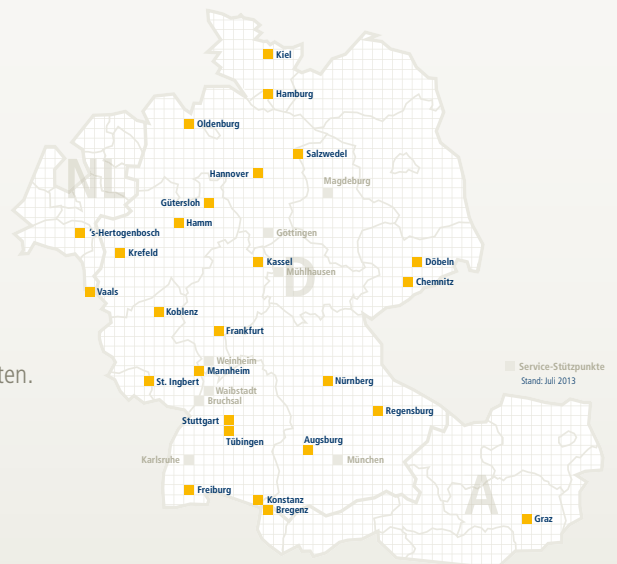 Kiel
Hamburg
Oldenburg
Salzwedel
Hannover
Magdeburg
NL
Gütersloh
Hamm
's-Hertogenbosch
Göttingen
Krefeld
Kassel
Döbeln
Mühlhausen
D
Chemnitz
Vaals
Koblenz
Frankfurt
Weinheim
Service-Stützpunkte
ten.
Mannheim
St. Ingbert
Nürnberg
Stand: Juli 2013
Waibstadt
Bruchsal
Regensburg
Stuttgart
Tübingen
Augsburg
Karlsruhe
München
Freiburg
A
Konstanz
Bregenz
Graz